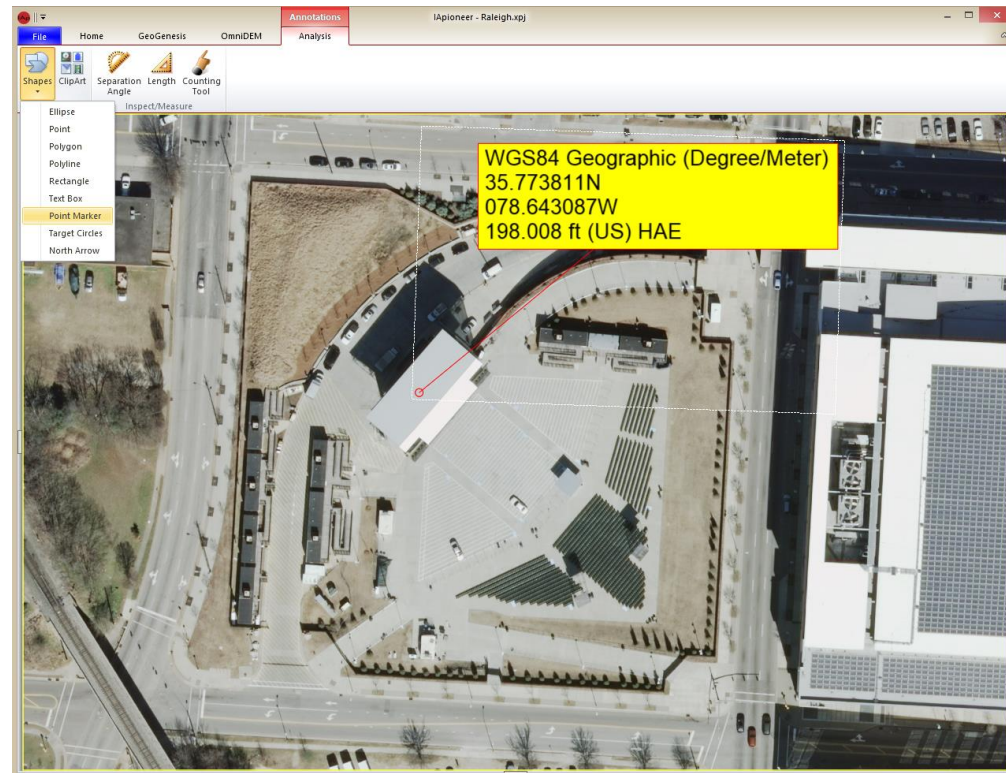 IApioneer - Raleigh.xpj
Annotations
File
Home
GeoGenesis
OmniDEM
Analysis
Shapes
ClipArt
Separation Angle
Length
Counting Tool
Inspect/Measure
Ellipse
Point
Polygon
Polyline
Rectangle
Text Box
Point Marker
Target Circles
North Arrow
WGS84 Geographic (Degree/Meter)
35.773811N
078.643087W
198.008 ft (US) HAE